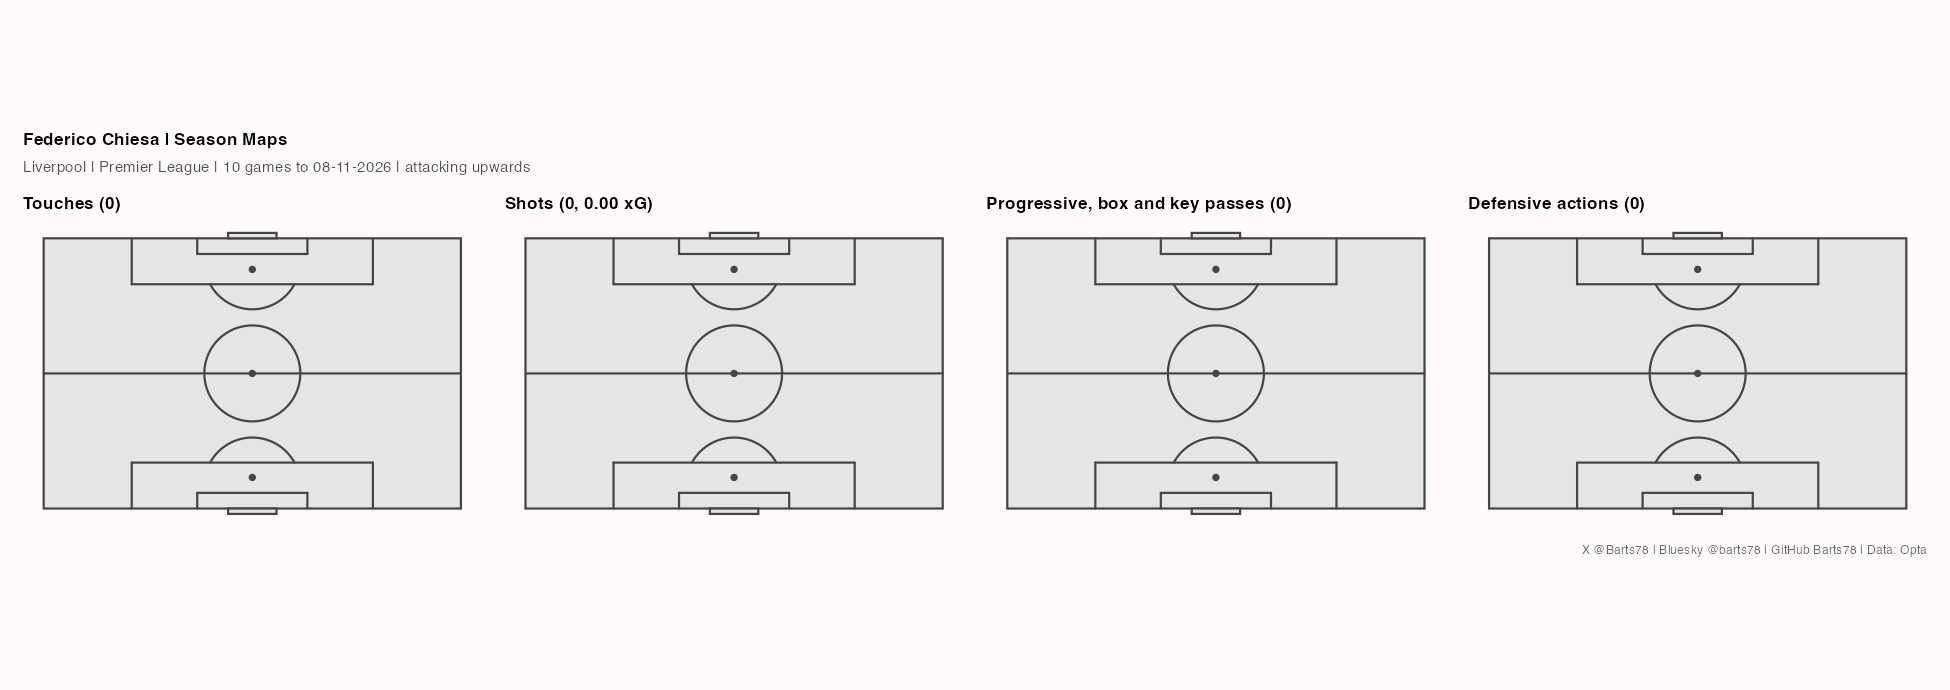 Federico Chiesa | Season Maps
Liverpool | Premier League | 10 games to 08-11-2026 | attacking upwards
Touches (0)
Shots (0, 0.00 xG)
Progressive, box and key passes (0)
Defensive actions (0)
X @Barts78 | Bluesky @barts78 | GitHub Barts78 | Data: Opta